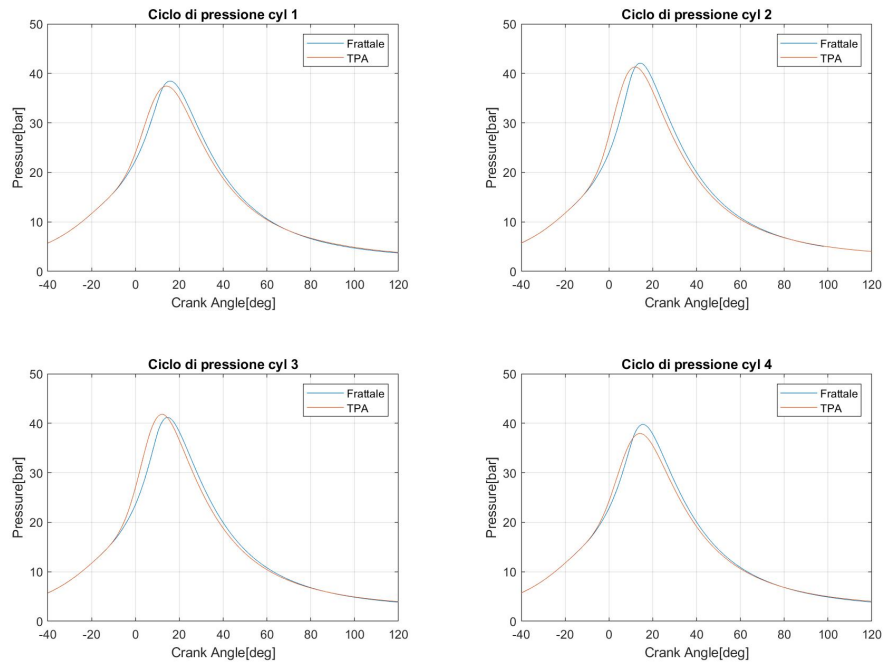 Ciclo di pressione cyl 1
50
40
30
20
10
0
Pressure[bar]
Frattale
TPA
-40 -20 0 20 40 60 80 100 120
Crank Angle[deg]
Ciclo di pressione cyl 2
50
40
30
20
10
0
Pressure[bar]
Frattale
TPA
-40 -20 0 20 40 60 80 100 120
Crank Angle[deg]
Ciclo di pressione cyl 3
50
40
30
20
10
0
Pressure[bar]
Frattale
TPA
-40 -20 0 20 40 60 80 100 120
Crank Angle[deg]
Ciclo di pressione cyl 4
50
40
30
20
10
0
Pressure[bar]
Frattale
TPA
-40 -20 0 20 40 60 80 100 120
Crank Angle[deg]